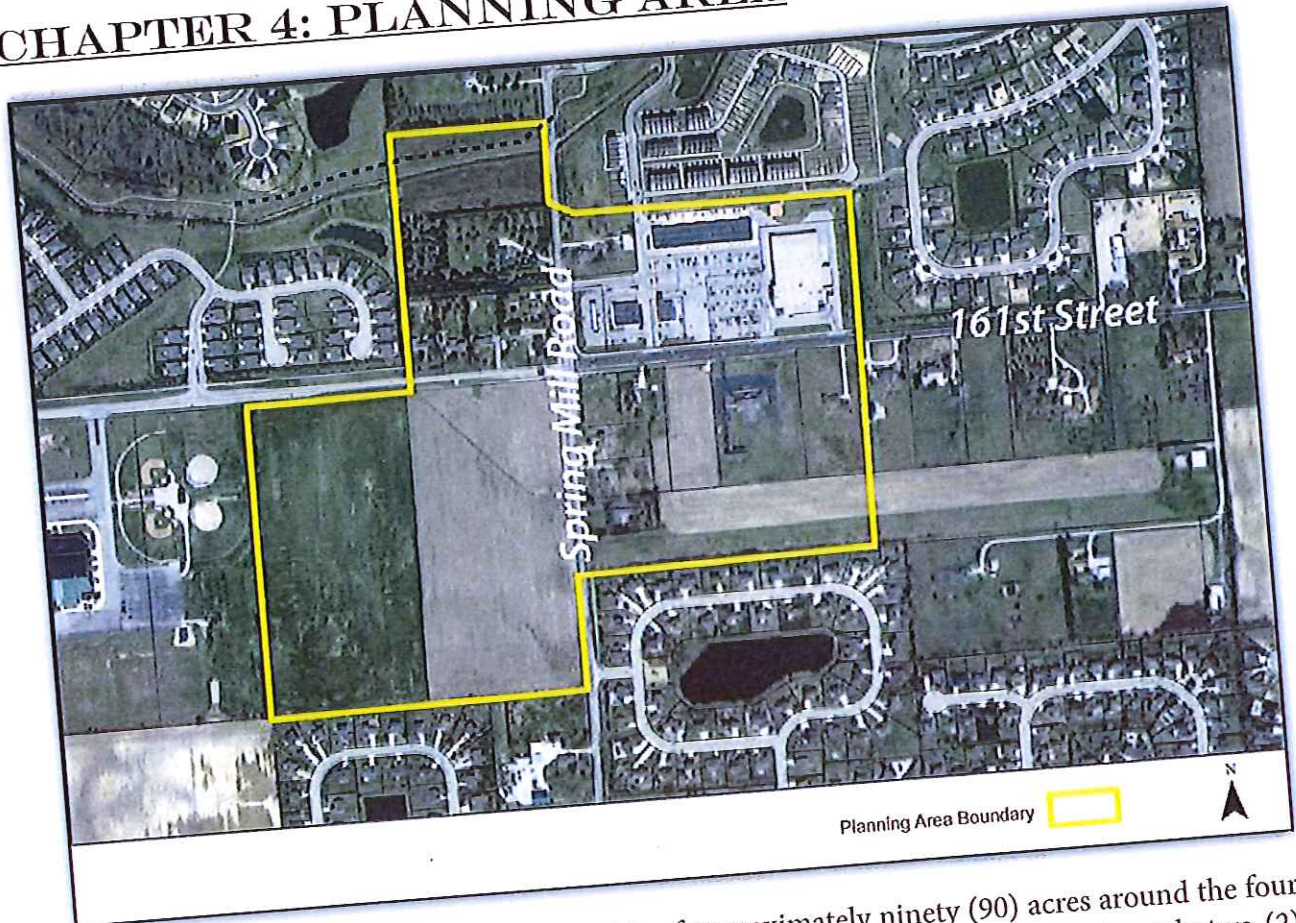 CHAPTER 4: PLANNING AREA
161st Street
Spring Mill Road
N
Planning Area Boundary
approximately ninety (90) acres around the four
(2)